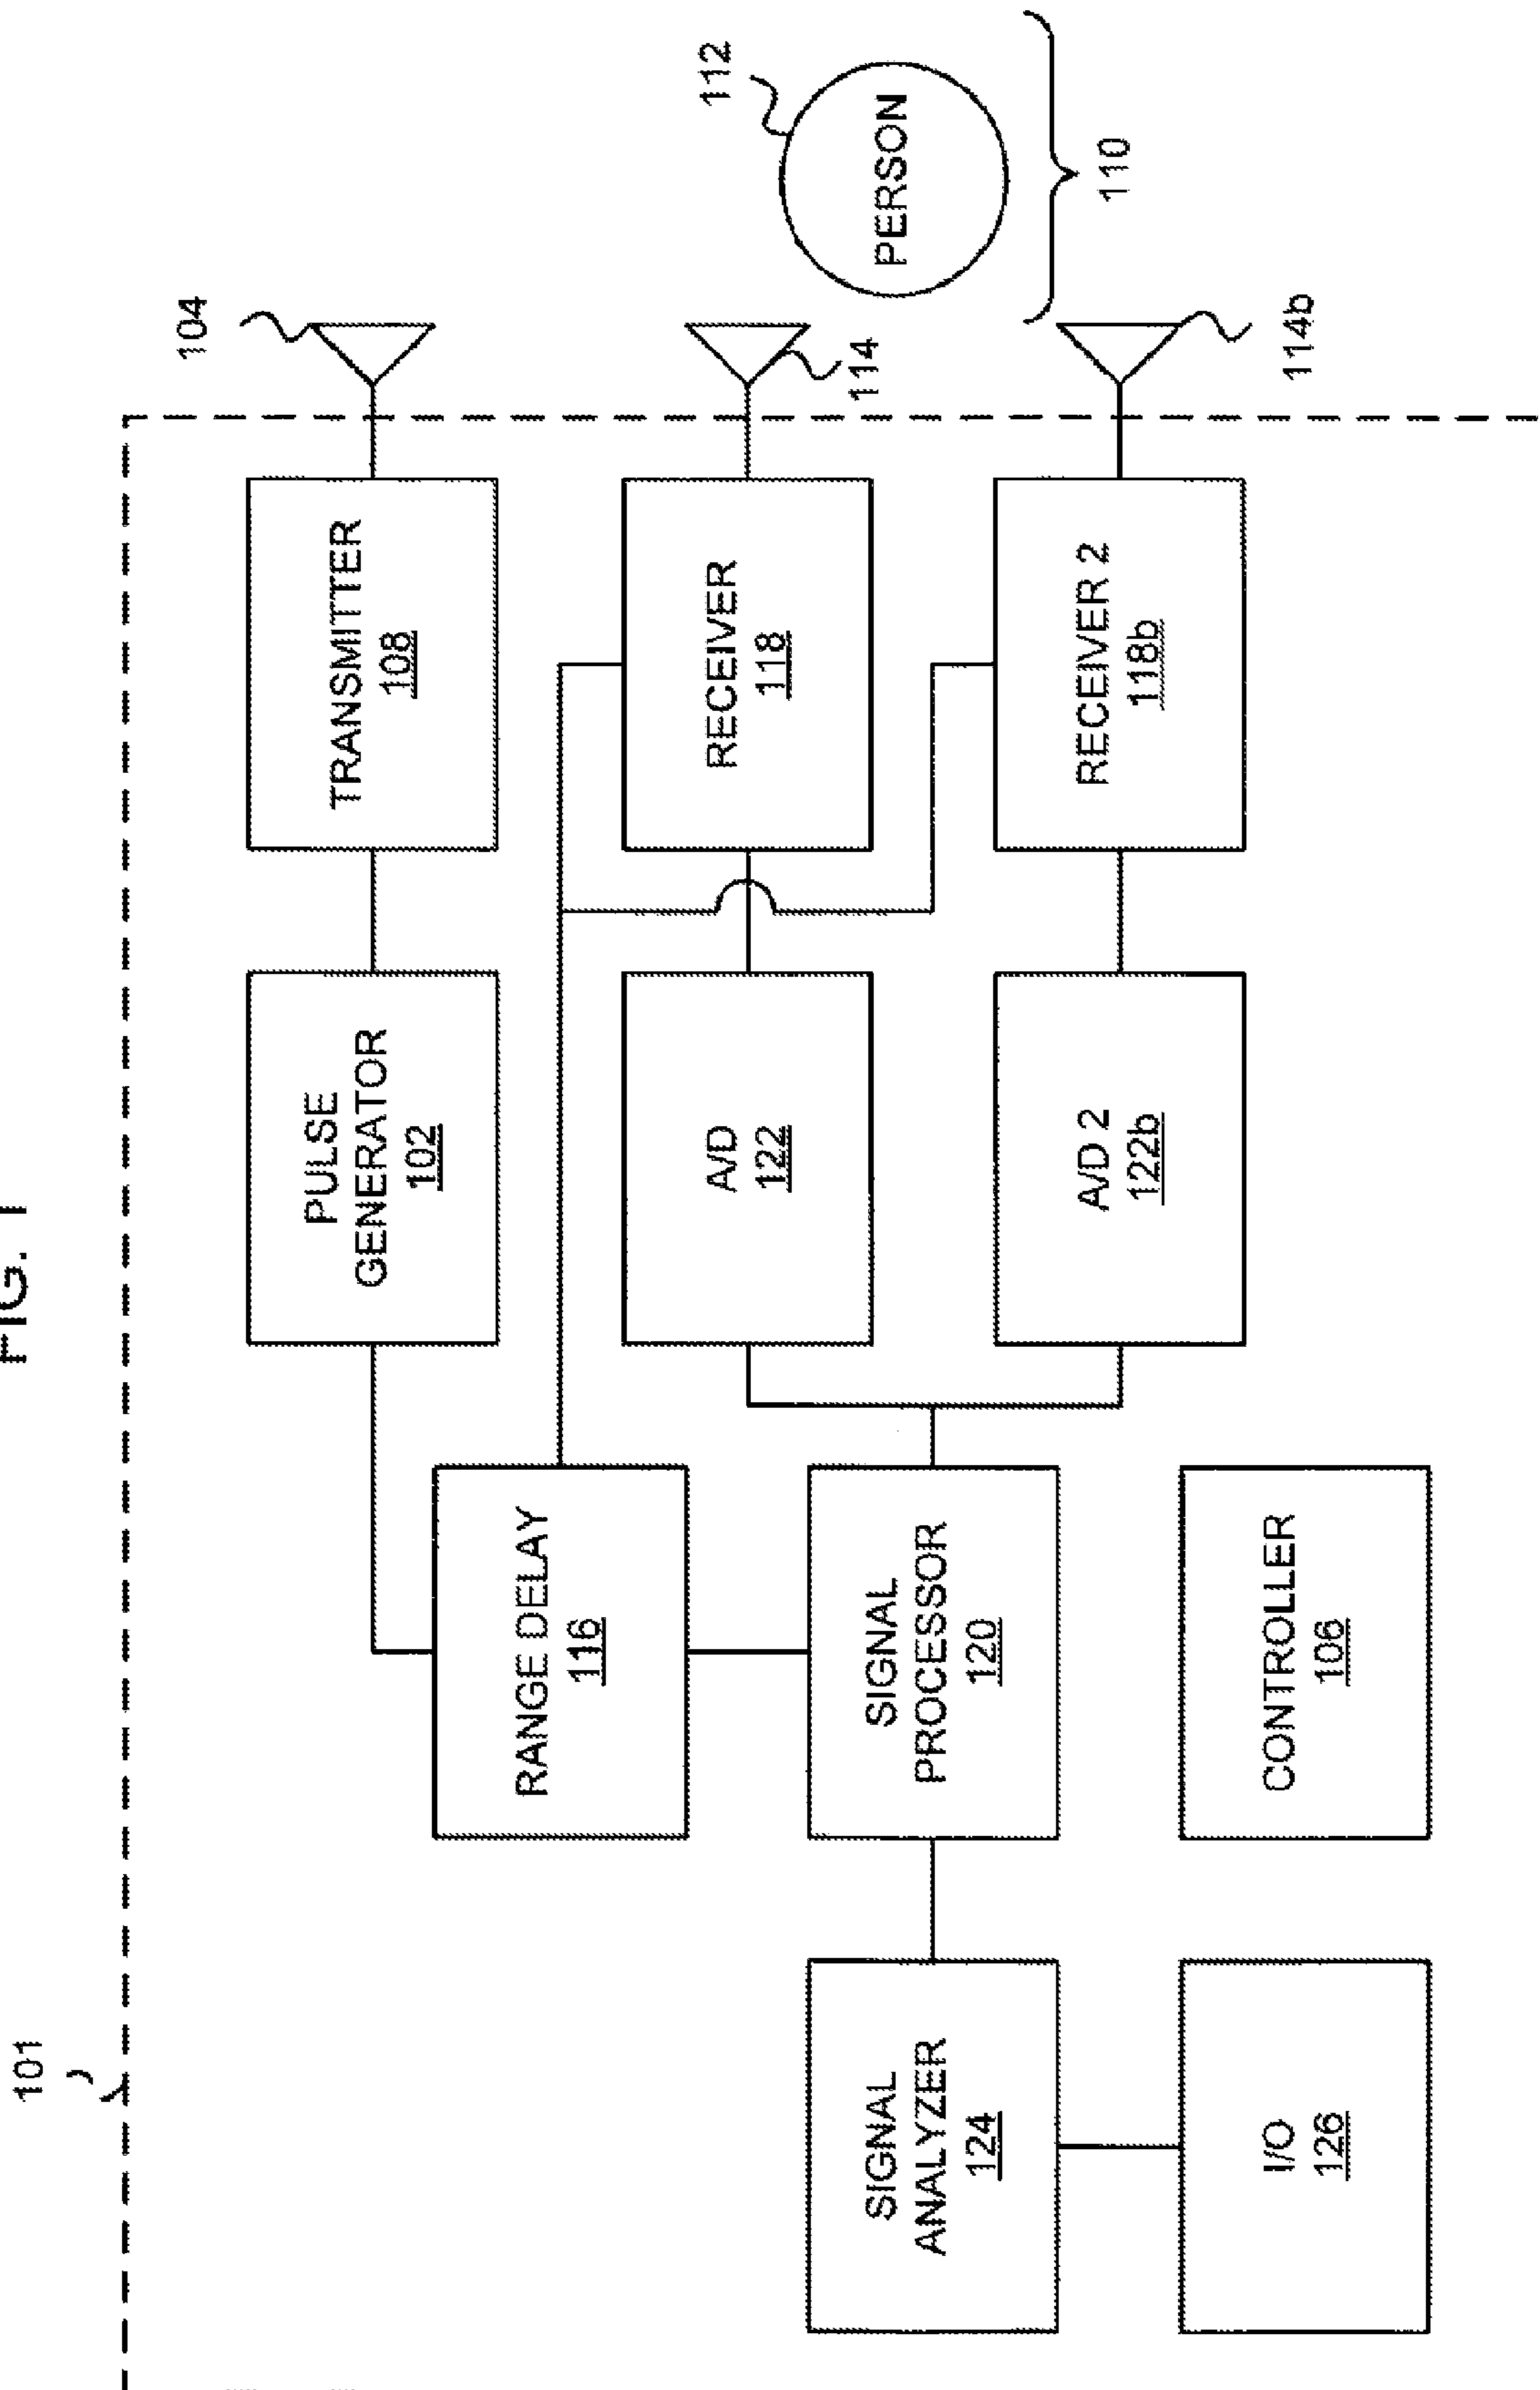 FIG. 1
101
PULSE
GENERATOR
102
TRANSMITTER
108
104
RANGE DELAY
116
A/D
122
RECEIVER
118
114
112
PERSON
110
SIGNAL
ANALYZER
124
SIGNAL
PROCESSOR
120
A/D 2
122b
RECEIVER 2
118b
114b
I/O
126
CONTROLLER
106